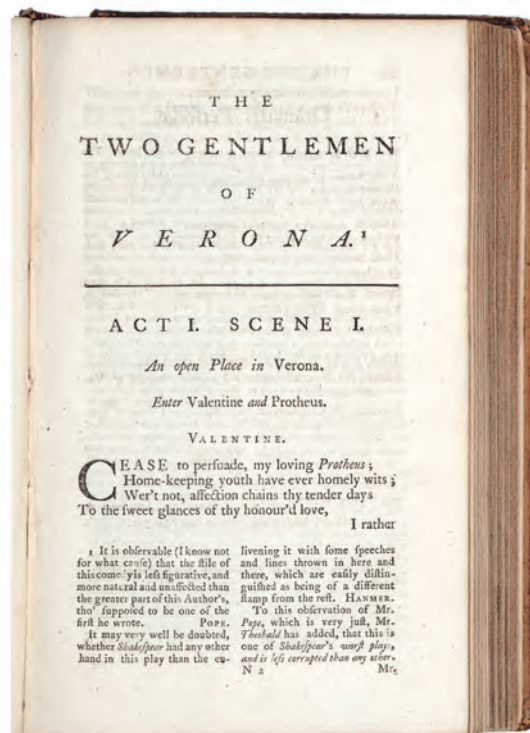 THE
TWO GENTLEMEN
OF
VERONA.¹
ACT I. SCENE I.
An open Place in Verona.
Enter Valentine and Protheus.
VALENTINE.
CEASE to perſuade, my loving Protheus;
Home-keeping youth have ever homely wits;
Wer't not, affection chains thy tender days
To the ſweet glances of thy honour'd love,
I rather
1 It is obſervable (I know not
for what cauſe) that the ſtile of
this come'y is leſs figurative, and
more natural and unaffected than
the greater part of this Author's,
tho' ſuppoſed to be one of the
firſt he wrote. POPE.
It may very well be doubted,
whether Shakeſpear had any other
hand in this play than the en-
livening it with ſome ſpeeches
and lines thrown in here and
there, which are eaſily diſtin-
guiſhed as being of a different
ſtamp from the reſt. HANMER.
To this obſervation of Mr.
Pope, which is very juſt, Mr.
Theobald has added, that this is
one of Shakeſpear's worſt plays,
and is leſs corrupted than any other.
N 2
Mr.